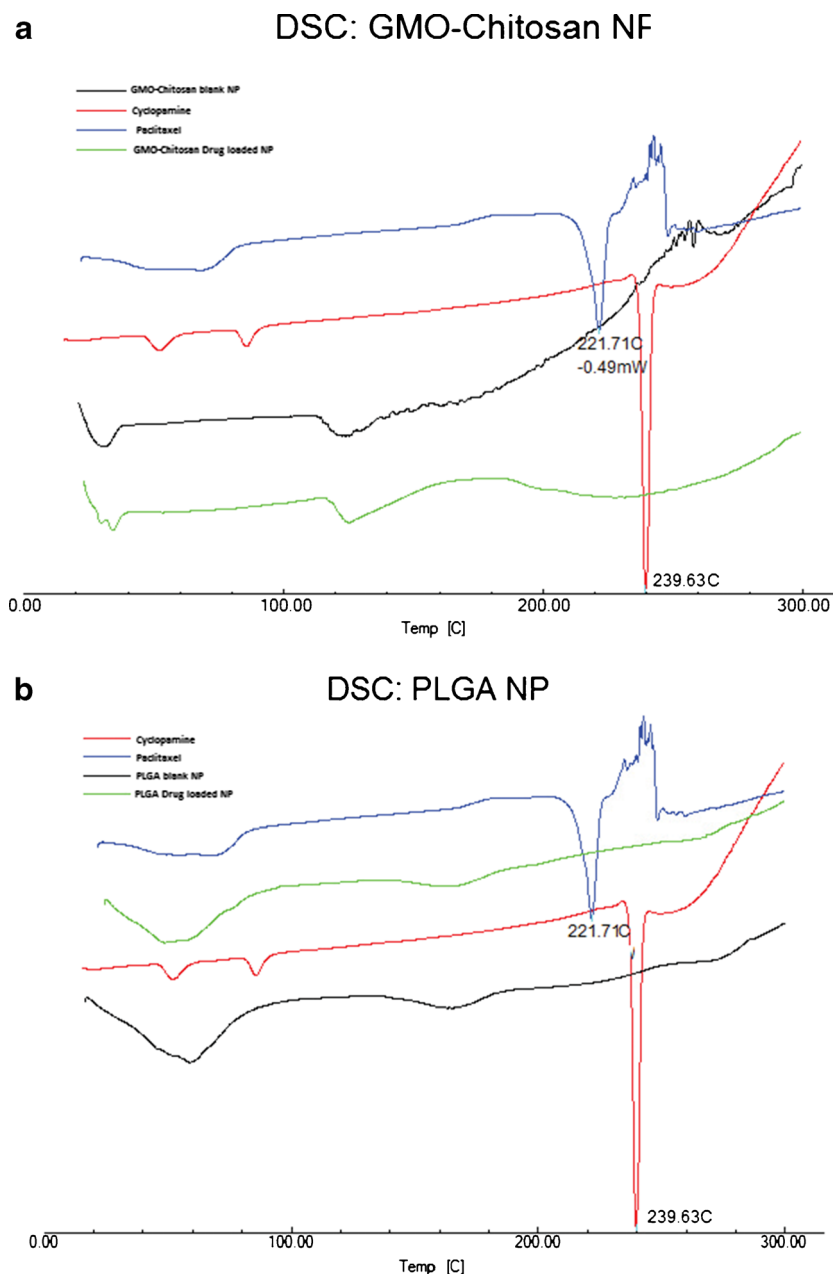 a
DSC: GMO-Chitosan NP
GMO-Chitosan blank NP
Cyclopamine
Paclitaxel
GMO-Chitosan Drug loaded NP
221.71C
-0.49mW
239.63C
0.00 100.00 200.00 300.00
Temp [C]
b
DSC: PLGA NP
Cyclopamine
Paclitaxel
PLGA blank NP
PLGA Drug loaded NP
221.71C
239.63C
0.00 100.00 200.00 300.00
Temp [C]